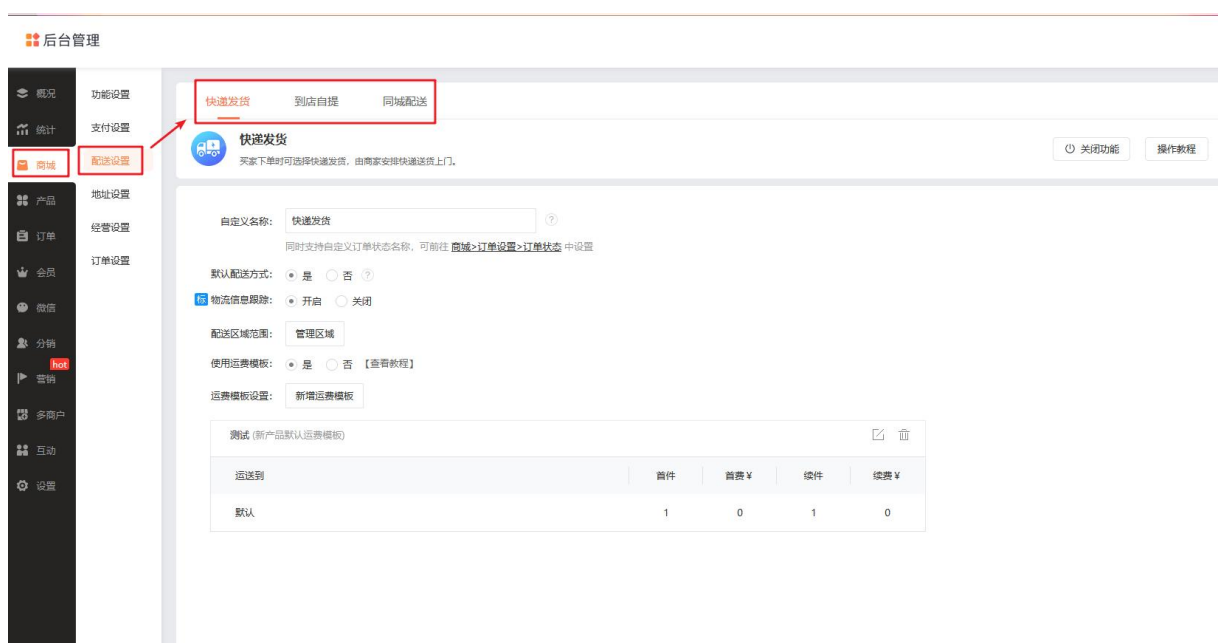 后台管理
概况
统计
商城
产品
订单
会员
微信
分销
hot
营销
多商户
互动
设置
功能设置
支付设置
配送设置
地址设置
经营设置
订单设置
快递发货 到店自提 同城配送
快递发货
买家下单时可选择快递发货，由商家安排快递送货上门。
关闭功能 操作教程
自定义名称: 快递发货 ?
同时支持自定义订单状态名称，可前往 商城>订单设置>订单状态 中设置
默认配送方式: 是 否 ?
标 物流信息跟踪: 开启 关闭
配送区域范围: 管理区域
使用运费模板: 是 否 【查看教程】
运费模板设置: 新增运费模板
测试 (新产品默认运费模板)
运送到 首件 首费¥ 续件 续费¥
默认 1 0 1 0